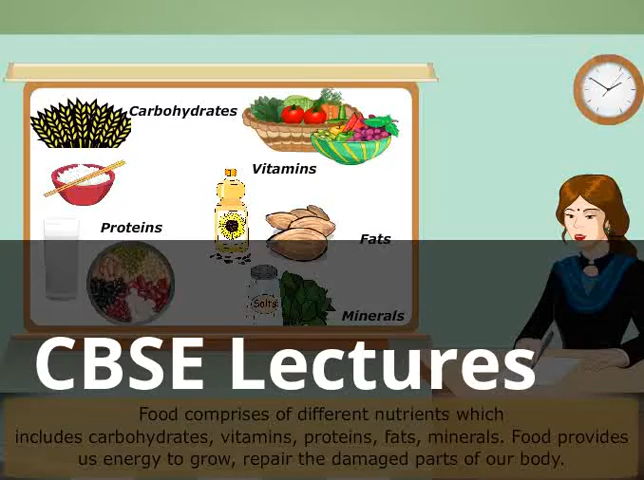 Carbohydrates
Vitamins
Proteins
Fats
Salts
Minerals
CBSE Lectures
Food comprises of different nutrients which
includes carbohydrates, vitamins, proteins, fats, minerals. Food provides
us energy to grow, repair the damaged parts of our body.